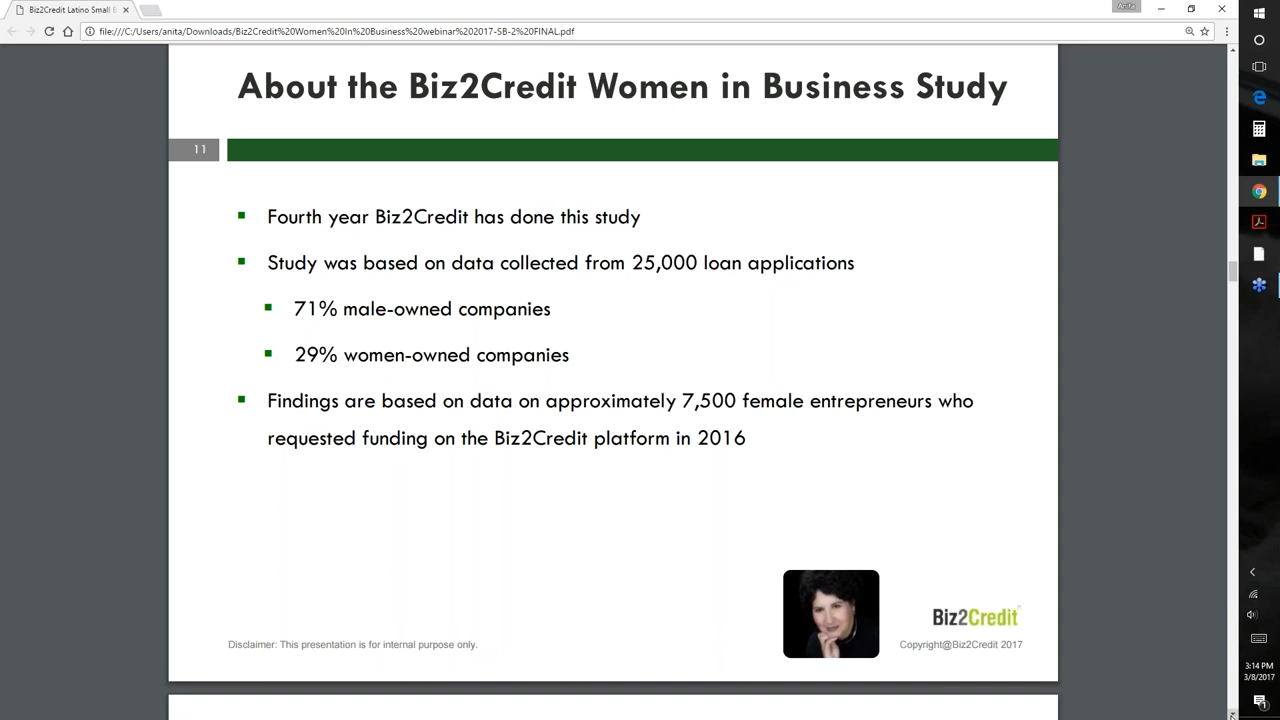 Biz2Credit Latino Small
Anita
file:///C:/Users/anita/Downloads/Biz2Credit%20Women%20In%20Business%20webinar%202017-SB-2%20FINAL.pdf
About the Biz2Credit Women in Business Study
11
Fourth year Biz2Credit has done this study
Study was based on data collected from 25,000 loan applications
71% male-owned companies
29% women-owned companies
Findings are based on data on approximately 7,500 female entrepreneurs who
requested funding on the Biz2Credit platform in 2016
Biz2Credit
Disclaimer: This presentation is for internal purpose only.
Copyright@Biz2Credit 2017
3:14 PM
3/8/2017
1